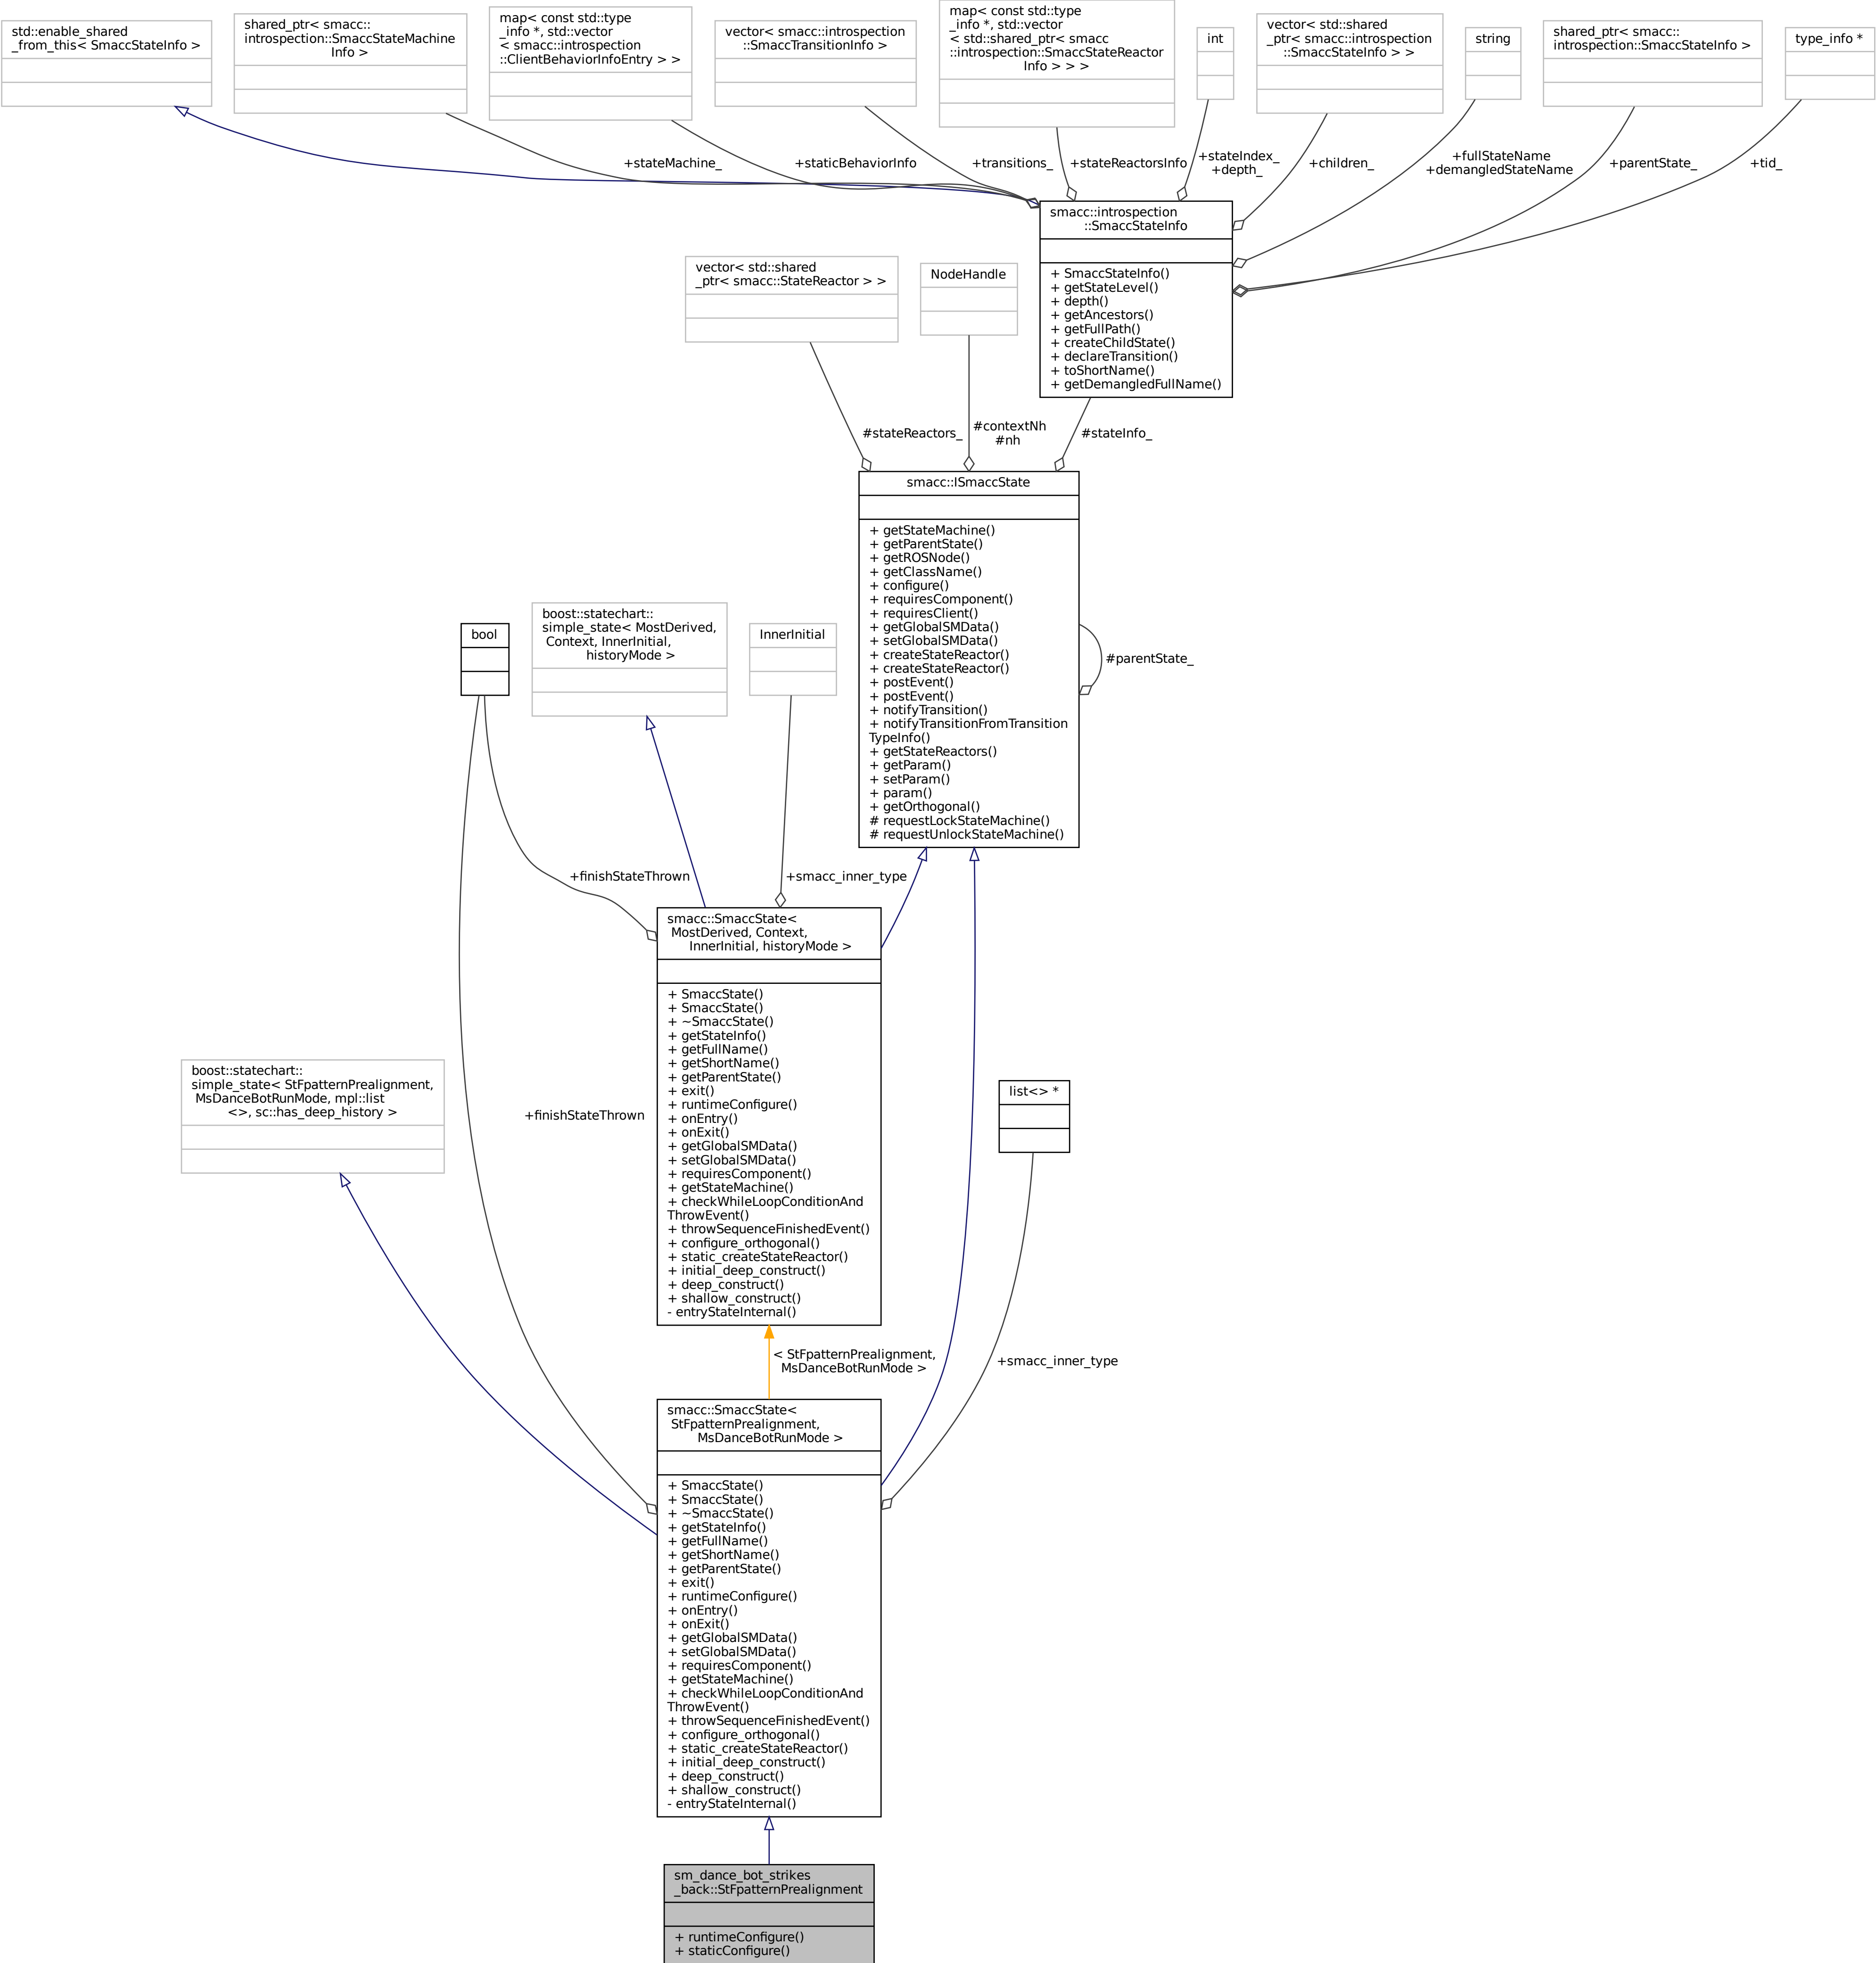 std::enable_shared
_from_this< SmaccStateInfo >
shared_ptr< smacc::
introspection::SmaccStateMachine
Info >
map< const std::type
_info *, std::vector
< smacc::introspection
::ClientBehaviorInfoEntry > >
vector< smacc::introspection
::SmaccTransitionInfo >
map< const std::type
_info *, std::vector
< std::shared_ptr< smacc
::introspection::SmaccStateReactor
Info > > >
int
vector< std::shared
_ptr< smacc::introspection
::SmaccStateInfo > >
string
shared_ptr< smacc::
introspection::SmaccStateInfo >
type_info *
+stateMachine_
+staticBehaviorInfo
+transitions_
+stateReactorsInfo
+stateIndex_
+depth_
+children_
+fullStateName
+demangledStateName
+parentState_
+tid_
smacc::introspection
::SmaccStateInfo
+ SmaccStateInfo()
+ getStateLevel()
+ depth()
+ getAncestors()
+ getFullPath()
+ createChildState()
+ declareTransition()
+ toShortName()
+ getDemangledFullName()
vector< std::shared
_ptr< smacc::StateReactor > >
NodeHandle
#stateReactors_
#contextNh
#nh
#stateInfo_
smacc::ISmaccState
+ getStateMachine()
+ getParentState()
+ getROSNode()
+ getClassName()
+ configure()
+ requiresComponent()
+ requiresClient()
+ getGlobalSMData()
+ setGlobalSMData()
+ createStateReactor()
+ createStateReactor()
+ postEvent()
+ postEvent()
+ notifyTransition()
+ notifyTransitionFromTransition
TypeInfo()
+ getStateReactors()
+ getParam()
+ setParam()
+ param()
+ getOrthogonal()
# requestLockStateMachine()
# requestUnlockStateMachine()
#parentState_
bool
boost::statechart::
simple_state< MostDerived,
Context, InnerInitial,
historyMode >
InnerInitial
+finishStateThrown
+smacc_inner_type
smacc::SmaccState<
MostDerived, Context,
InnerInitial, historyMode >
+ SmaccState()
+ SmaccState()
+ ~SmaccState()
+ getStateInfo()
+ getFullName()
+ getShortName()
+ getParentState()
+ exit()
+ runtimeConfigure()
+ onEntry()
+ onExit()
+ getGlobalSMData()
+ setGlobalSMData()
+ requiresComponent()
+ getStateMachine()
+ checkWhileLoopConditionAnd
ThrowEvent()
+ throwSequenceFinishedEvent()
+ configure_orthogonal()
+ static_createStateReactor()
+ initial_deep_construct()
+ deep_construct()
+ shallow_construct()
- entryStateInternal()
boost::statechart::
simple_state< StFpatternPrealignment,
MsDanceBotRunMode, mpl::list
<>, sc::has_deep_history >
+finishStateThrown
list<> *
< StFpatternPrealignment,
MsDanceBotRunMode >
+smacc_inner_type
smacc::SmaccState<
StFpatternPrealignment,
MsDanceBotRunMode >
+ SmaccState()
+ SmaccState()
+ ~SmaccState()
+ getStateInfo()
+ getFullName()
+ getShortName()
+ getParentState()
+ exit()
+ runtimeConfigure()
+ onEntry()
+ onExit()
+ getGlobalSMData()
+ setGlobalSMData()
+ requiresComponent()
+ getStateMachine()
+ checkWhileLoopConditionAnd
ThrowEvent()
+ throwSequenceFinishedEvent()
+ configure_orthogonal()
+ static_createStateReactor()
+ initial_deep_construct()
+ deep_construct()
+ shallow_construct()
- entryStateInternal()
sm_dance_bot_strikes
_back::StFpatternPrealignment
+ runtimeConfigure()
+ staticConfigure()